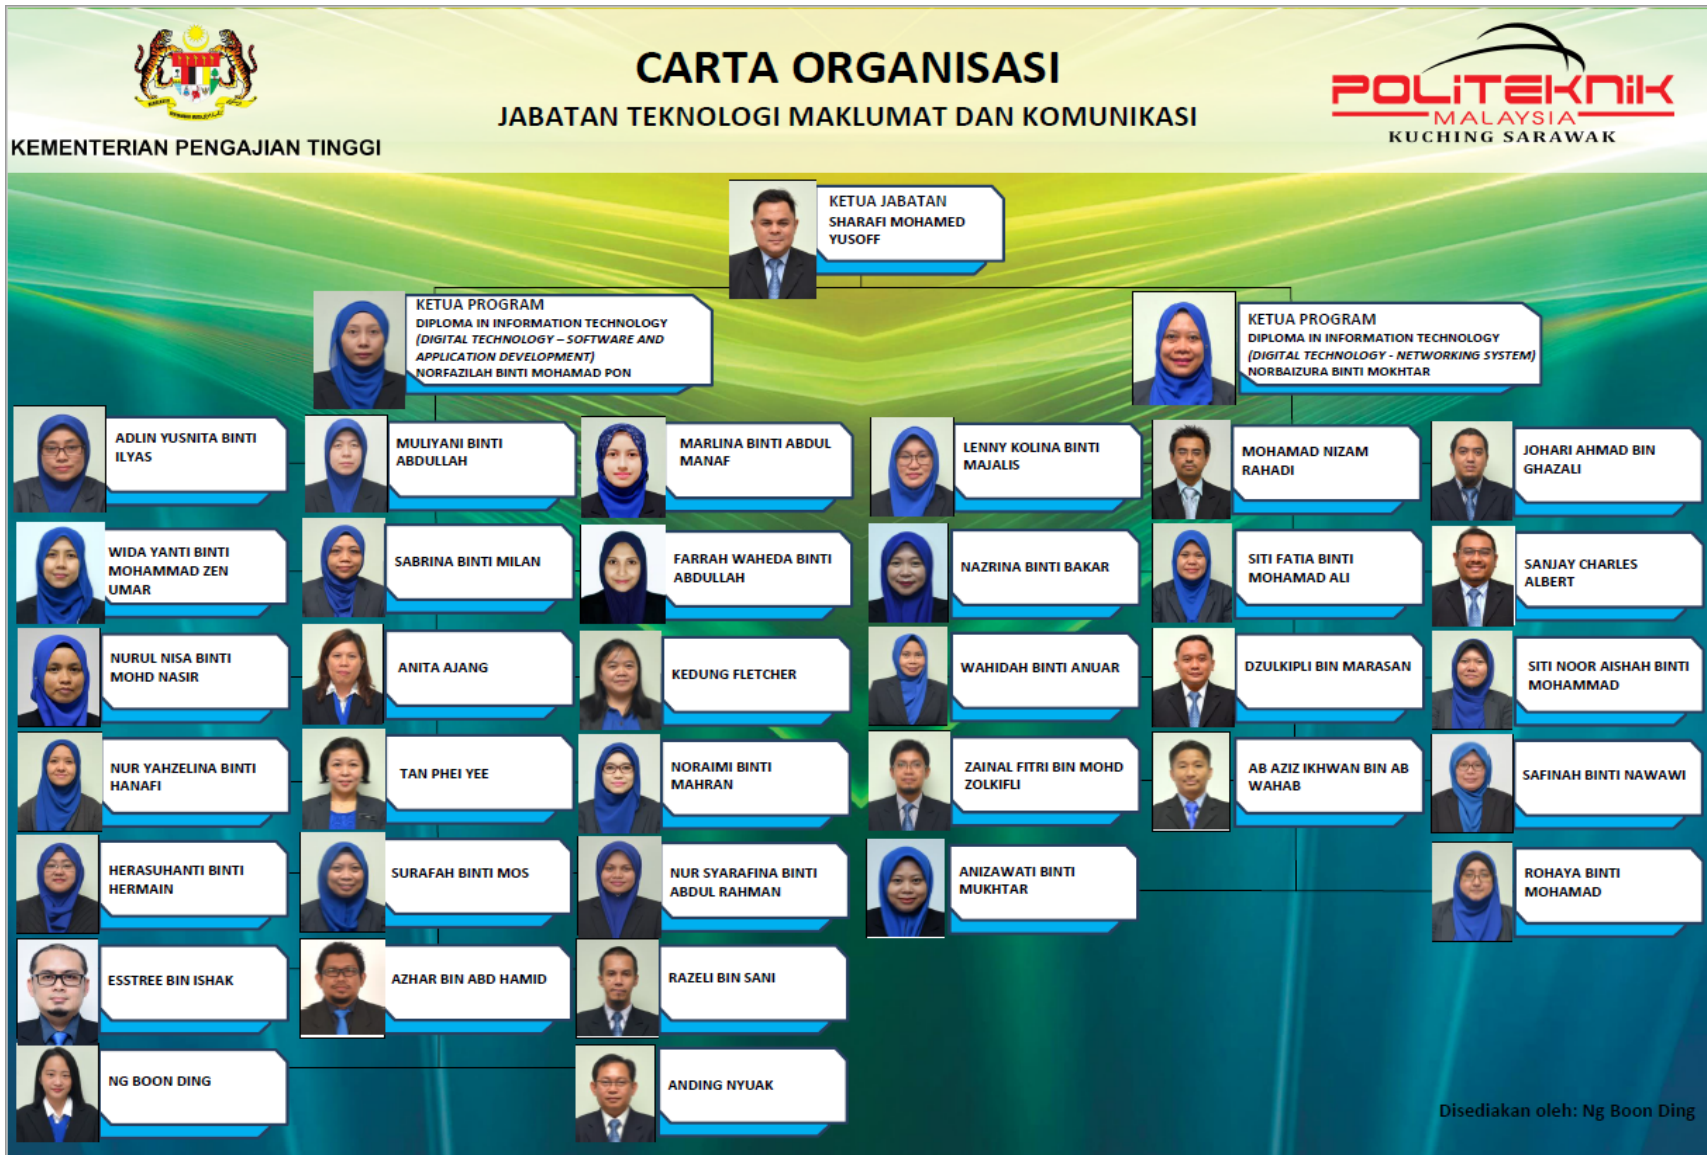 CARTA ORGANISASI
JABATAN TEKNOLOGI MAKLUMAT DAN KOMUNIKASI
KEMENTERIAN PENGAJIAN TINGGI
POLITEKNIK
MALAYSIA
KUCHING SARAWAK
KETUA JABATAN
SHARAFI MOHAMED
YUSOFF
KETUA PROGRAM
DIPLOMA IN INFORMATION TECHNOLOGY
(DIGITAL TECHNOLOGY – SOFTWARE AND
APPLICATION DEVELOPMENT)
NORFAZILAH BINTI MOHAMAD PON
KETUA PROGRAM
DIPLOMA IN INFORMATION TECHNOLOGY
(DIGITAL TECHNOLOGY - NETWORKING SYSTEM)
NORBAIZURA BINTI MOKHTAR
ADLIN YUSNITA BINTI
ILYAS
MULIYANI BINTI
ABDULLAH
MARLINA BINTI ABDUL
MANAF
LENNY KOLINA BINTI
MAJALIS
MOHAMAD NIZAM
RAHADI
JOHARI AHMAD BIN
GHAZALI
WIDA YANTI BINTI
MOHAMMAD ZEN
UMAR
SABRINA BINTI MILAN
FARRAH WAHEDA BINTI
ABDULLAH
NAZRINA BINTI BAKAR
SITI FATIA BINTI
MOHAMAD ALI
SANJAY CHARLES
ALBERT
NURUL NISA BINTI
MOHD NASIR
ANITA AJANG
KEDUNG FLETCHER
WAHIDAH BINTI ANUAR
DZULKIPLI BIN MARASAN
SITI NOOR AISHAH BINTI
MOHAMMAD
NUR YAHZELINA BINTI
HANAFI
TAN PHEI YEE
NORAIMI BINTI
MAHRAN
ZAINAL FITRI BIN MOHD
ZOLKIFLI
AB AZIZ IKHWAN BIN AB
WAHAB
SAFINAH BINTI NAWAWI
HERASUHANTI BINTI
HERMAIN
SURAFAH BINTI MOS
NUR SYARAFINA BINTI
ABDUL RAHMAN
ANIZAWATI BINTI
MUKHTAR
ROHAYA BINTI
MOHAMAD
ESSTREE BIN ISHAK
AZHAR BIN ABD HAMID
RAZELI BIN SANI
NG BOON DING
ANDING NYUAK
Disediakan oleh: Ng Boon Ding